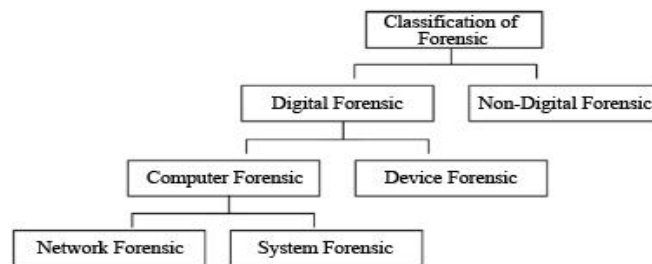 Classification of
Forensic
Digital Forensic
Non-Digital Forensic
Computer Forensic
Device Forensic
Network Forensic
System Forensic